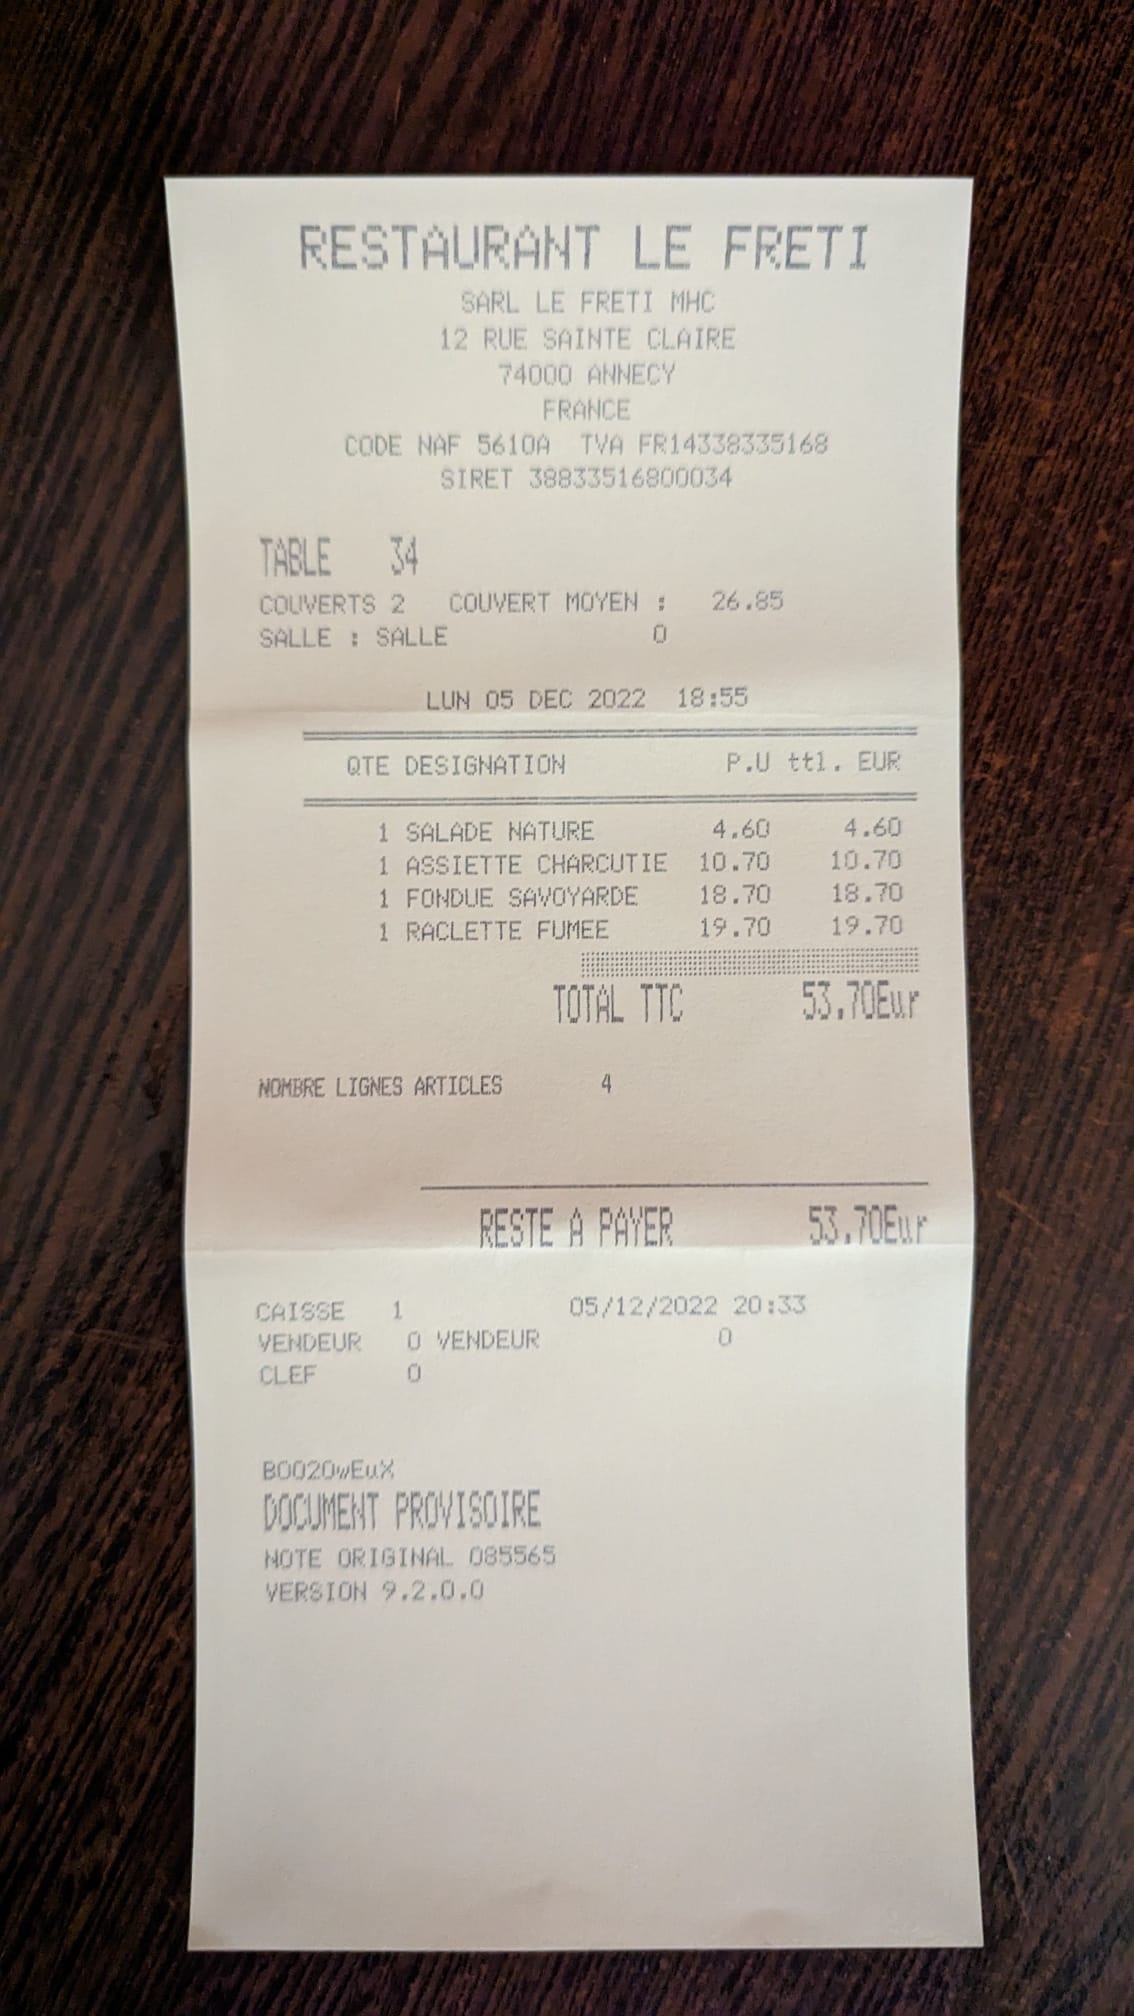 RESTAURANT LE FRETI
SARL LE FRETI MHC
12 RUE SAINTE CLAIRE
74000 ANNECY
FRANCE
CODE NAF 5610A TVA FR14338335168
SIRET 38833516800034
TABLE 34
COUVERTS 2 COUVERT MOYEN : 26.85
SALLE : SALLE 0
LUN 05 DEC 2022 18:55
QTE DESIGNATION P.U ttl. EUR
1 SALADE NATURE 4.60 4.60
1 ASSIETTE CHARCUTIE 10.70 10.70
1 FONDUE SAVOYARDE 18.70 18.70
1 RACLETTE FUMEE 19.70 19.70
TOTAL TTC 53.70Eur
NOMBRE LIGNES ARTICLES 4
RESTE A PAYER 53.70Eur
CAISSE 1 05/12/2022 20:33
VENDEUR 0 VENDEUR 0
CLEF 0
BOO20wEuX
DOCUMENT PROVISOIRE
NOTE ORIGINAL 085565
VERSION 9.2.0.0